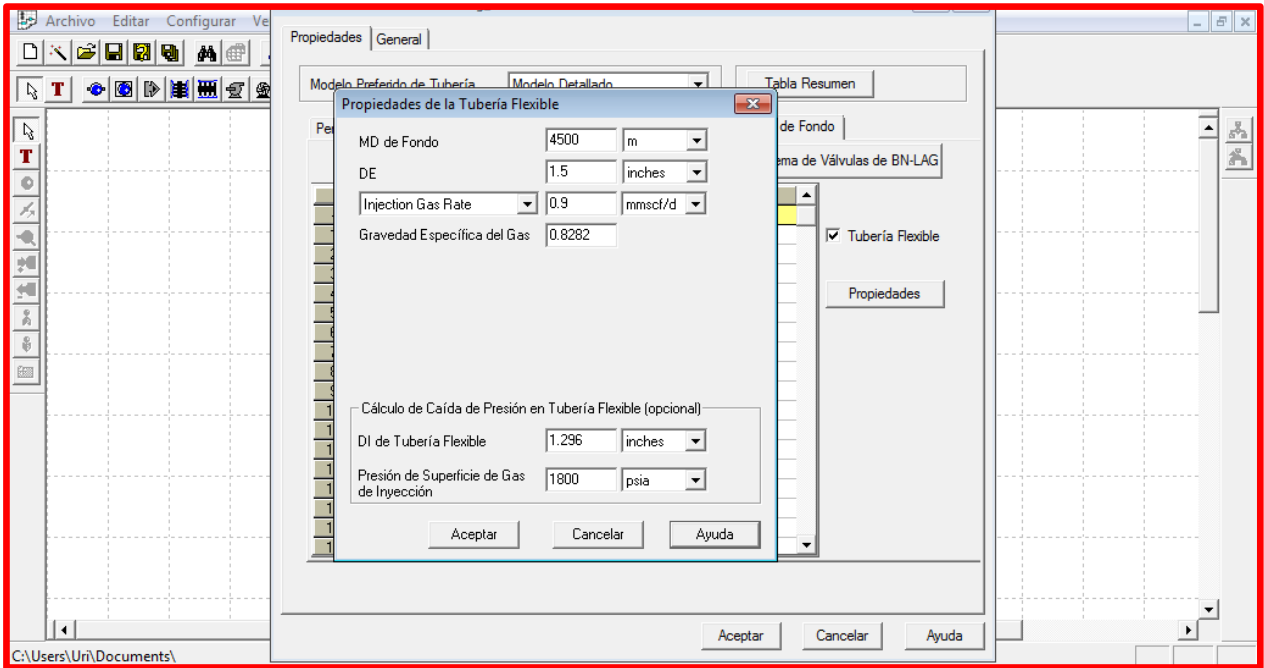 Archivo Editar Configurar Ve
Propiedades General
T
Modelo Preferido de Tubería Modelo Detallado Tabla Resumen
Propiedades de la Tubería Flexible
Pe de Fondo
MD de Fondo 4500 m
T
ema de Válvulas de BN-LAG
DE 1.5 inches
Injection Gas Rate 0.9 mmscf/d
Gravedad Específica del Gas 0.8282
Tubería Flexible
Propiedades
Cálculo de Caída de Presión en Tubería Flexible (opcional)
DI de Tubería Flexible 1.296 inches
Presión de Superficie de Gas
de Inyección 1800 psia
Aceptar Cancelar Ayuda
Aceptar Cancelar Ayuda
C:\Users\Uri\Documents\